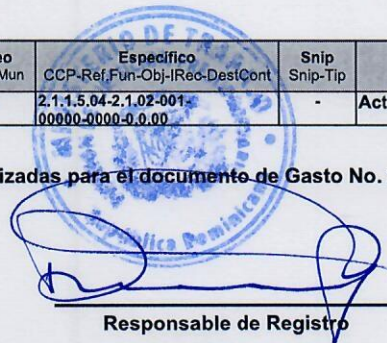 Específico Snip
Mun CCP-Ref,Fun-Obj-IRec-DestCont Snip-Tip
2.1.1.5.04-2.1.02-001- - Act
00000-0000-0.0.00
izadas para el documento de Gasto No.
República Dominicana
Responsable de Registro